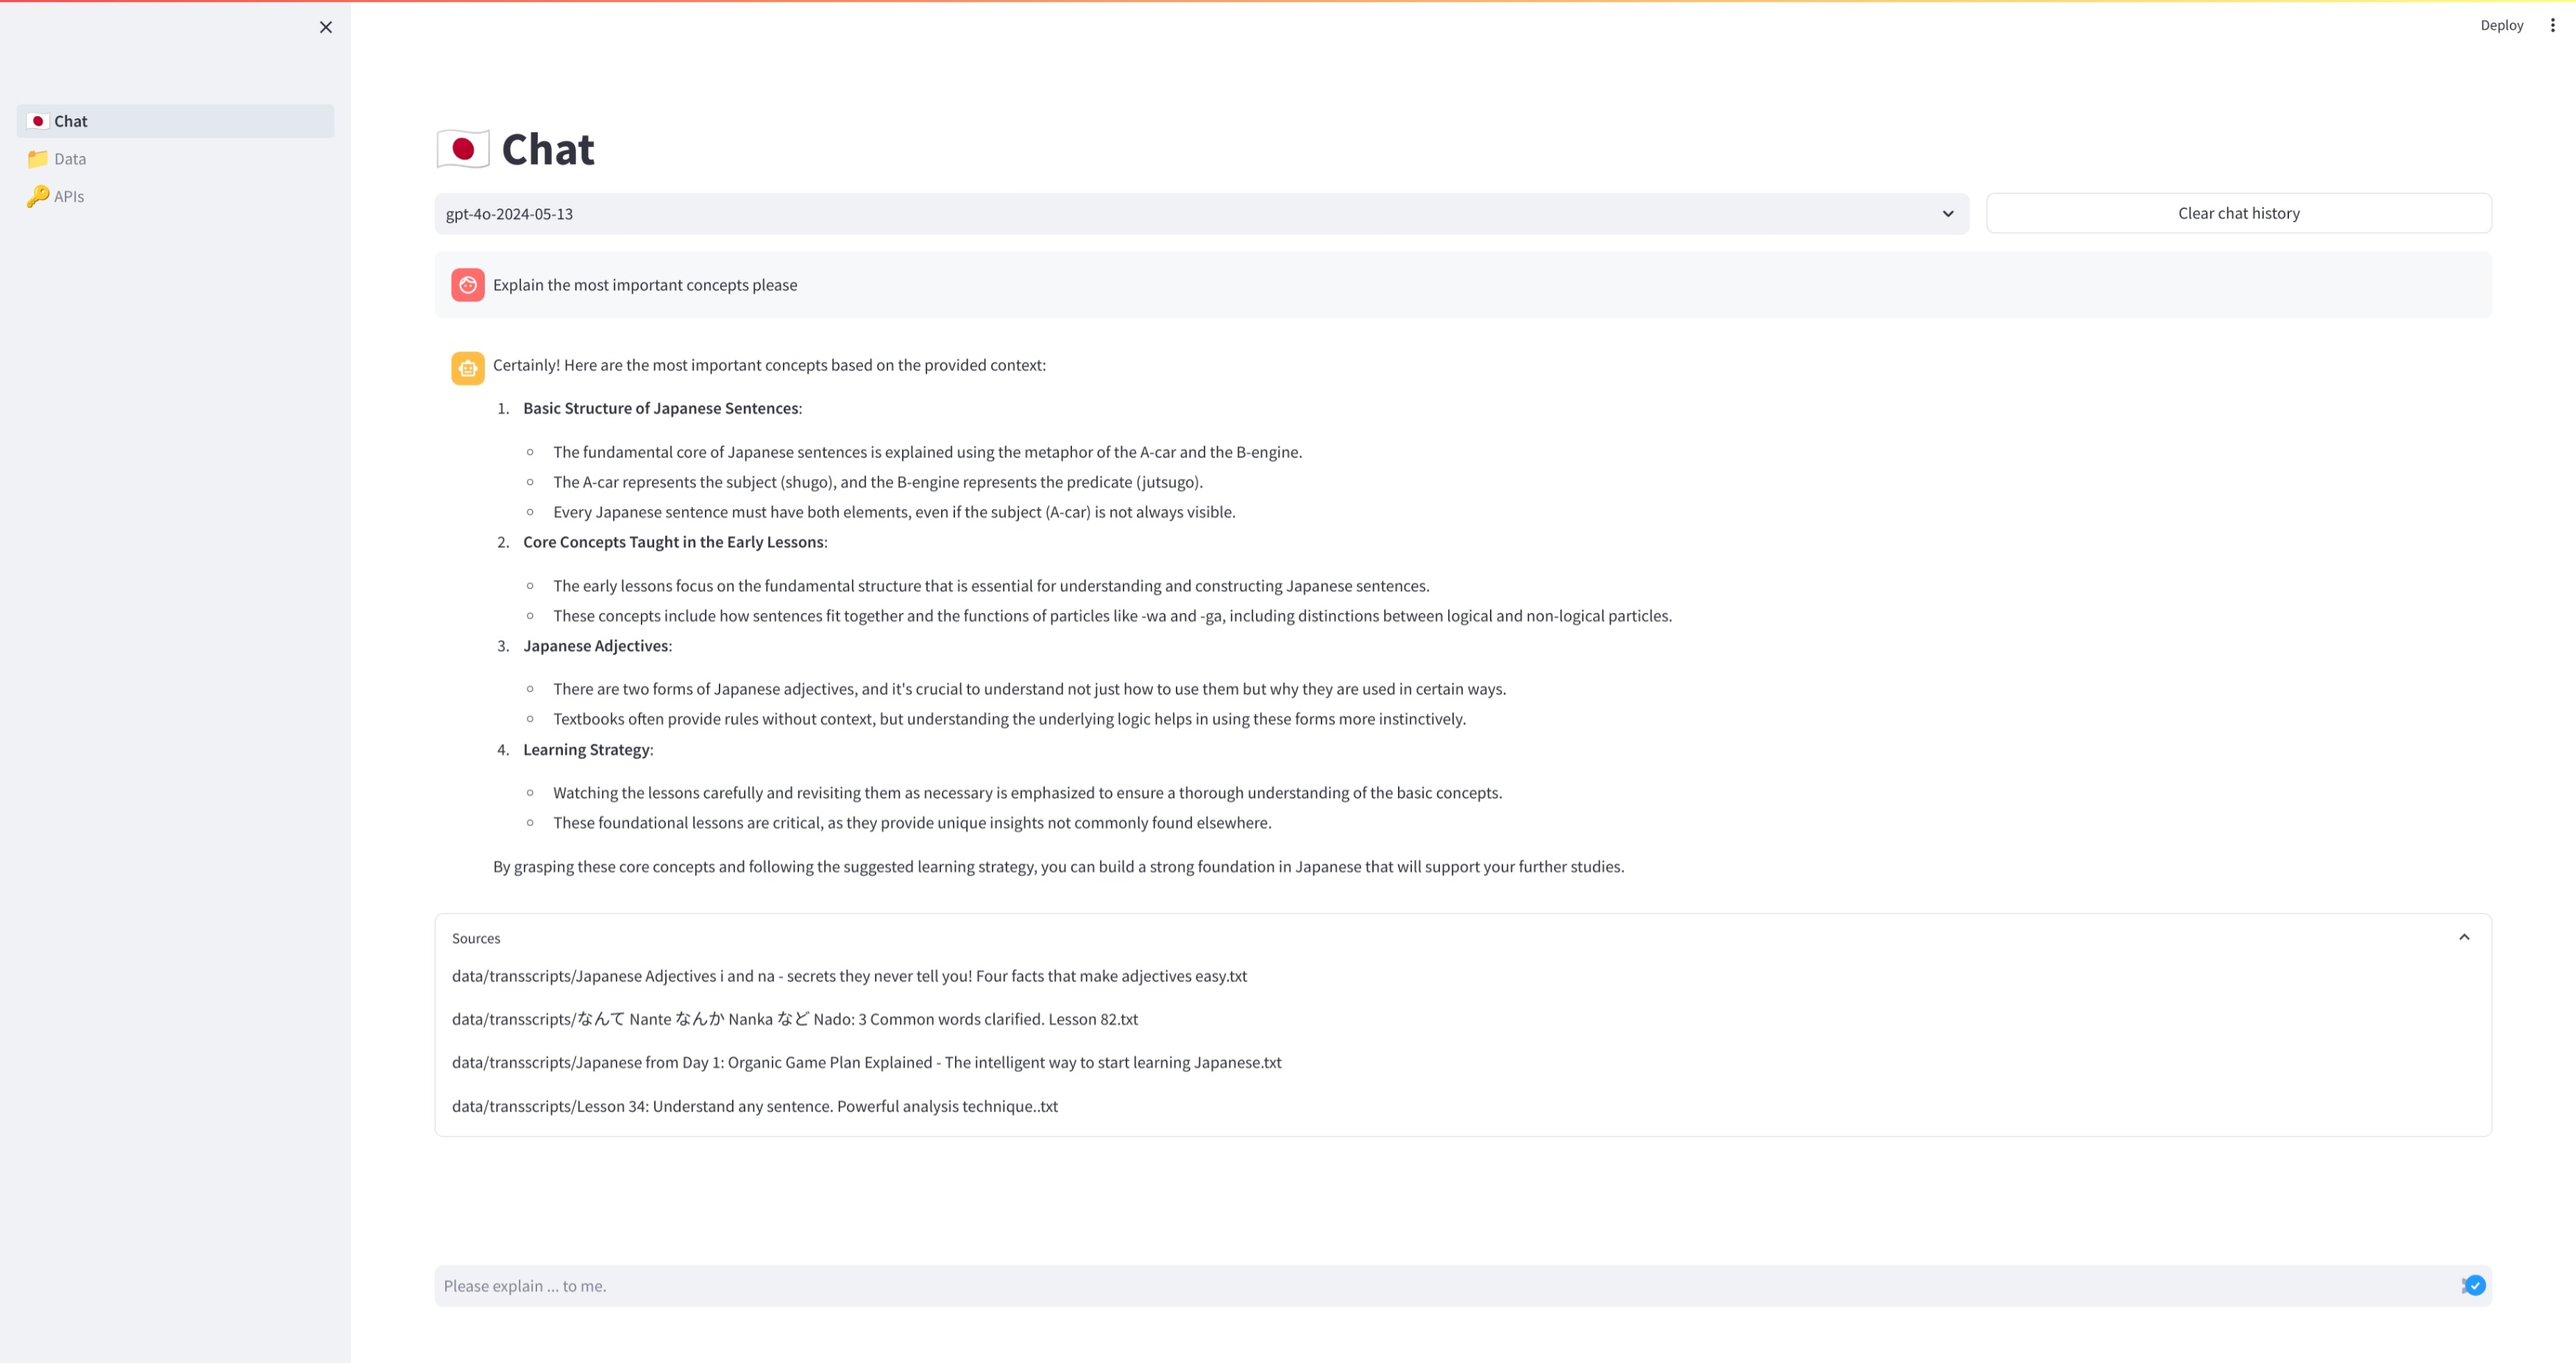 Deploy
Chat
Data
APIs
Chat
gpt-4o-2024-05-13
Clear chat history
Explain the most important concepts please
Certainly! Here are the most important concepts based on the provided context:
1. Basic Structure of Japanese Sentences:
The fundamental core of Japanese sentences is explained using the metaphor of the A-car and the B-engine.
The A-car represents the subject (shugo), and the B-engine represents the predicate (jutsugo).
Every Japanese sentence must have both elements, even if the subject (A-car) is not always visible.
2. Core Concepts Taught in the Early Lessons:
The early lessons focus on the fundamental structure that is essential for understanding and constructing Japanese sentences.
These concepts include how sentences fit together and the functions of particles like -wa and -ga, including distinctions between logical and non-logical particles.
3. Japanese Adjectives:
There are two forms of Japanese adjectives, and it's crucial to understand not just how to use them but why they are used in certain ways.
Textbooks often provide rules without context, but understanding the underlying logic helps in using these forms more instinctively.
4. Learning Strategy:
Watching the lessons carefully and revisiting them as necessary is emphasized to ensure a thorough understanding of the basic concepts.
These foundational lessons are critical, as they provide unique insights not commonly found elsewhere.
By grasping these core concepts and following the suggested learning strategy, you can build a strong foundation in Japanese that will support your further studies.
Sources
data/transscripts/Japanese Adjectives i and na - secrets they never tell you! Four facts that make adjectives easy.txt
data/transscripts/なんて Nante なんか Nanka など Nado: 3 Common words clarified. Lesson 82.txt
data/transscripts/Japanese from Day 1: Organic Game Plan Explained - The intelligent way to start learning Japanese.txt
data/transscripts/Lesson 34: Understand any sentence. Powerful analysis technique..txt
Please explain ... to me.